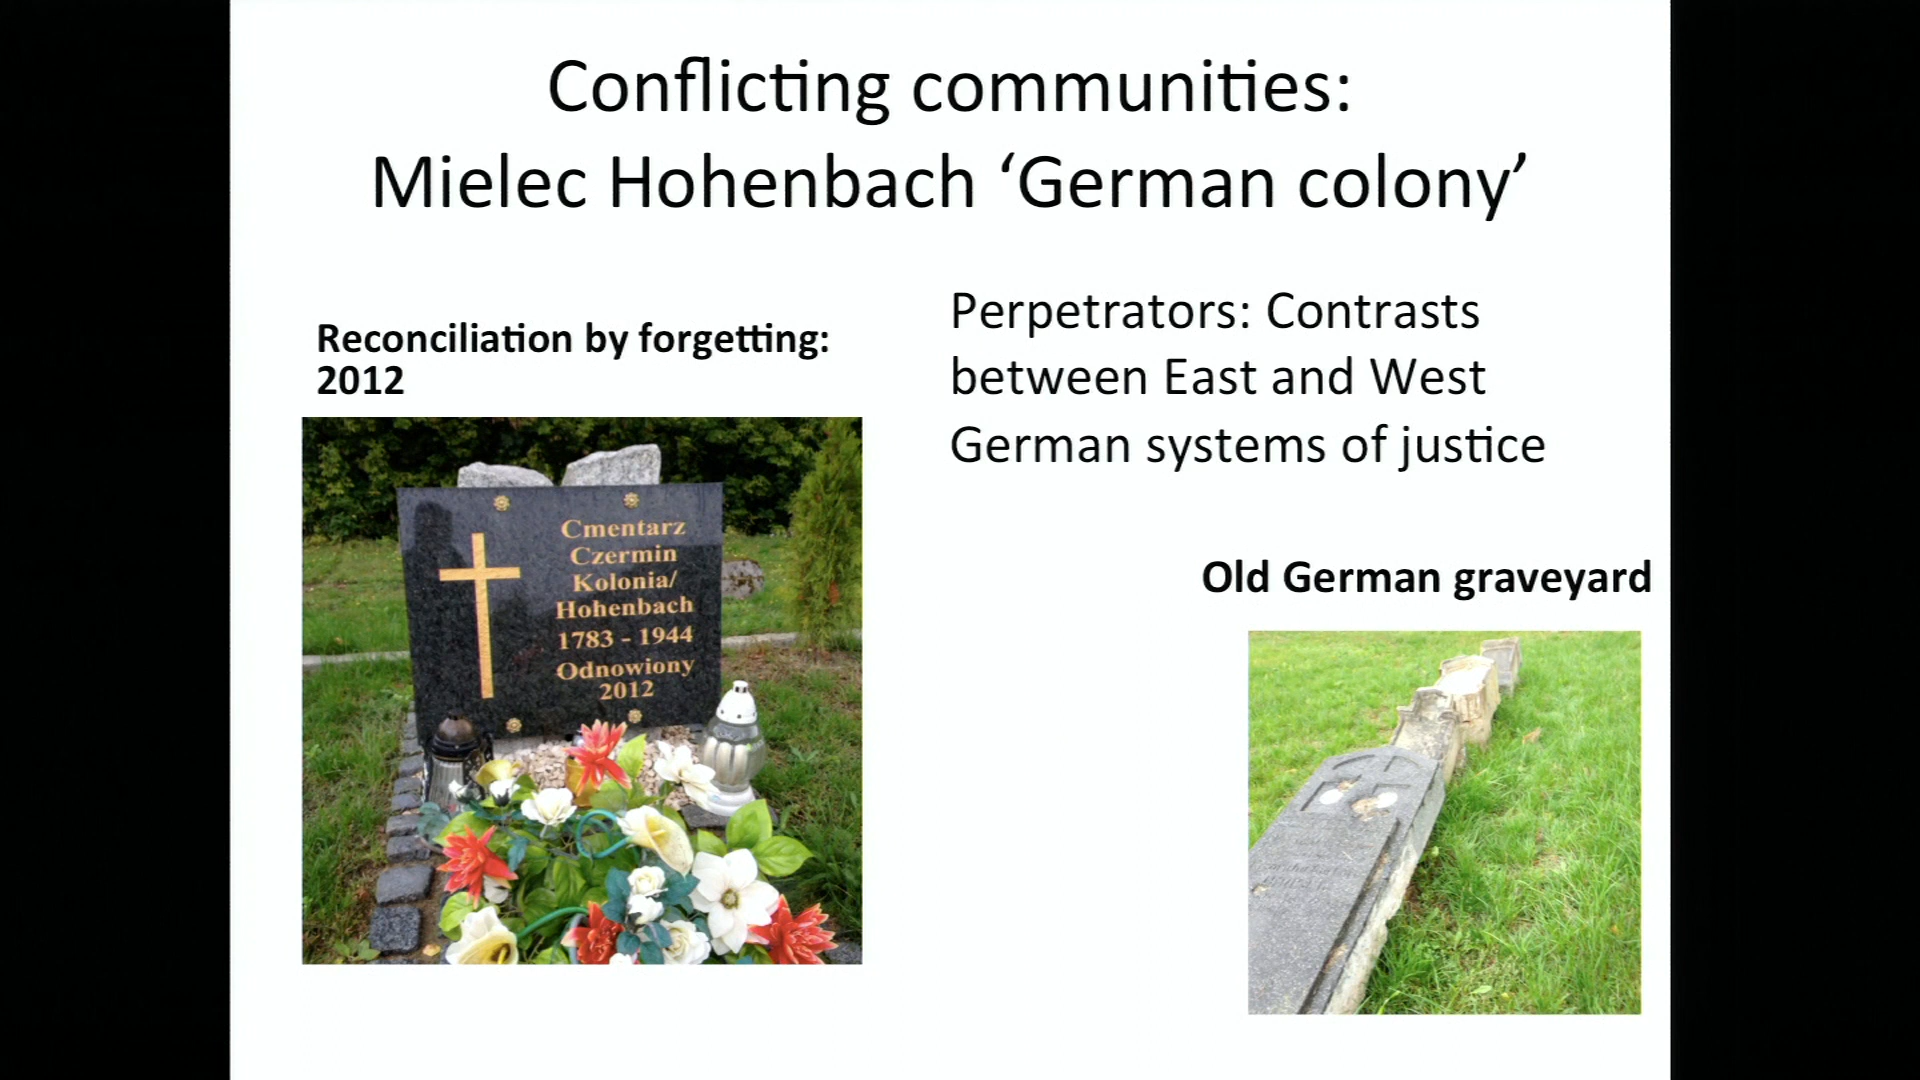 Conflicting communities:
Mielec Hohenbach ‘German colony’
Reconciliation by forgetting:
2012
Cmentarz
Czermin
Kolonia/
Hohenbach
1783 - 1944
Odnowiony
2012
Perpetrators: Contrasts
between East and West
German systems of justice
Old German graveyard